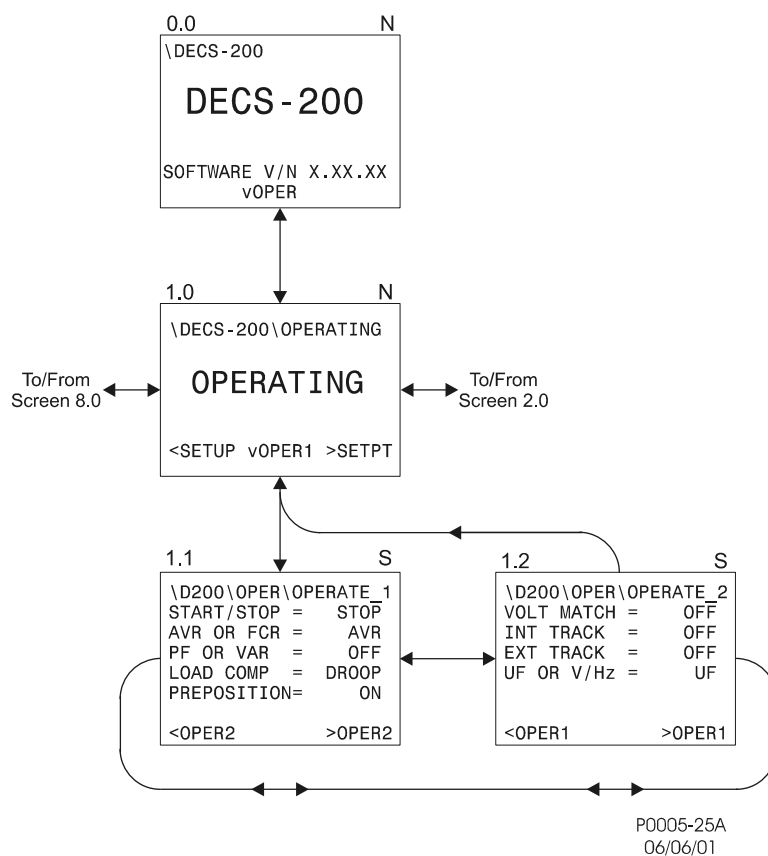 0.0 N
\DECS-200
DECS-200
SOFTWARE V/N X.XX.XX
vOPER
1.0 N
\DECS-200\OPERATING
OPERATING
<SETUP vOPER1 >SETPT
To/From
Screen 8.0
To/From
Screen 2.0
1.1 S
\D200\OPER\OPERATE_1
START/STOP = STOP
AVR OR FCR = AVR
PF OR VAR = OFF
LOAD COMP = DROOP
PREPOSITION= ON
<OPER2 >OPER2
1.2 S
\D200\OPER\OPERATE_2
VOLT MATCH = OFF
INT TRACK = OFF
EXT TRACK = OFF
UF OR V/Hz = UF
<OPER1 >OPER1
P0005-25A
06/06/01